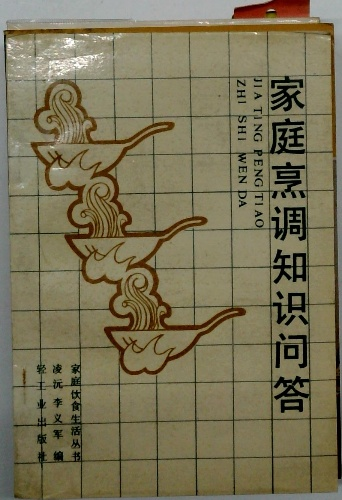 家庭烹调知识问答
JIA TING PENG TIAO
ZHI SHI WEN DA
家庭饮食生活丛书
凌沅 李义军 编
轻工业出版社